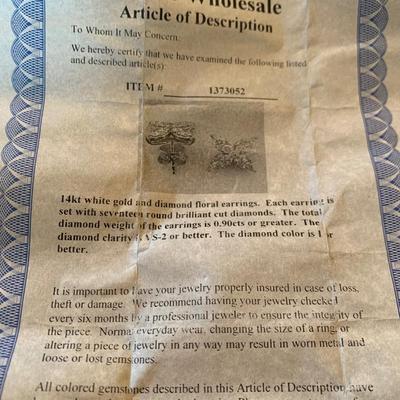 Wholesale
Article of Description
To Whom It May Concern:
We hereby certify that we have examined the following listed
and described article(s):
ITEM # 1373052
14kt white gold and diamond floral earrings. Each earring is
set with seventeen round brilliant cut diamonds. The total
diamond weight of the earrings is 0.90cts or greater. The
diamond clarity is VS-2 or better. The diamond color is I or
better.
It is important to have your jewelry properly insured in case of loss,
theft or damage. We recommend having your jewelry checked
every six months by a professional jeweler to ensure the integrity of
the piece. Normal everyday wear, changing the size of a ring, or
altering a piece of jewelry in any way may result in worn metal and
loose or lost gemstones.
All colored gemstones described in this Article of Description have